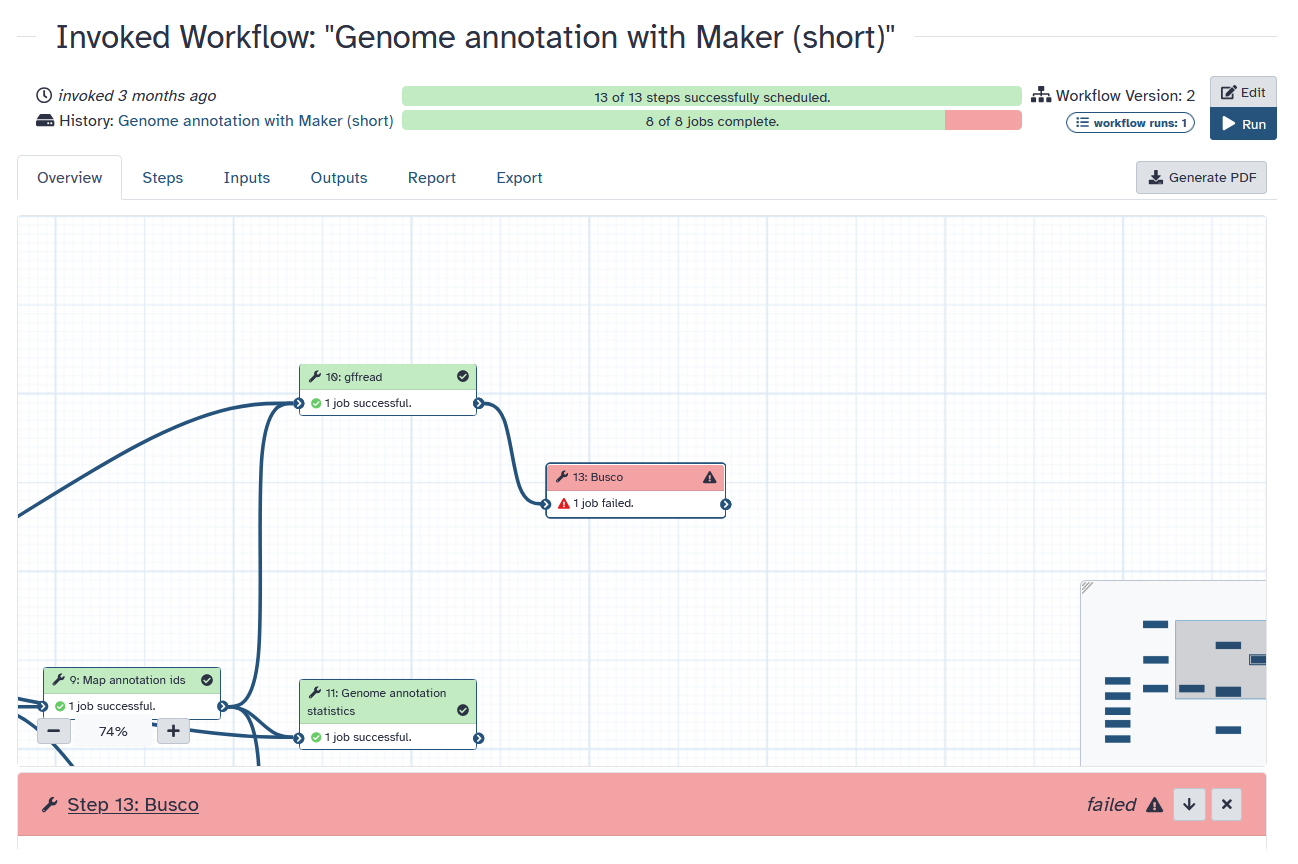 Invoked Workflow: "Genome annotation with Maker (short)"
invoked 3 months ago
History: Genome annotation with Maker (short)
13 of 13 steps successfully scheduled.
8 of 8 jobs complete.
Workflow Version: 2
workflow runs: 1
Edit
Run
Overview Steps Inputs Outputs Report Export
Generate PDF
10: gffread
1 job successful.
13: Busco
1 job failed.
9: Map annotation ids
1 job successful.
11: Genome annotation
statistics
1 job successful.
74%
Step 13: Busco
failed